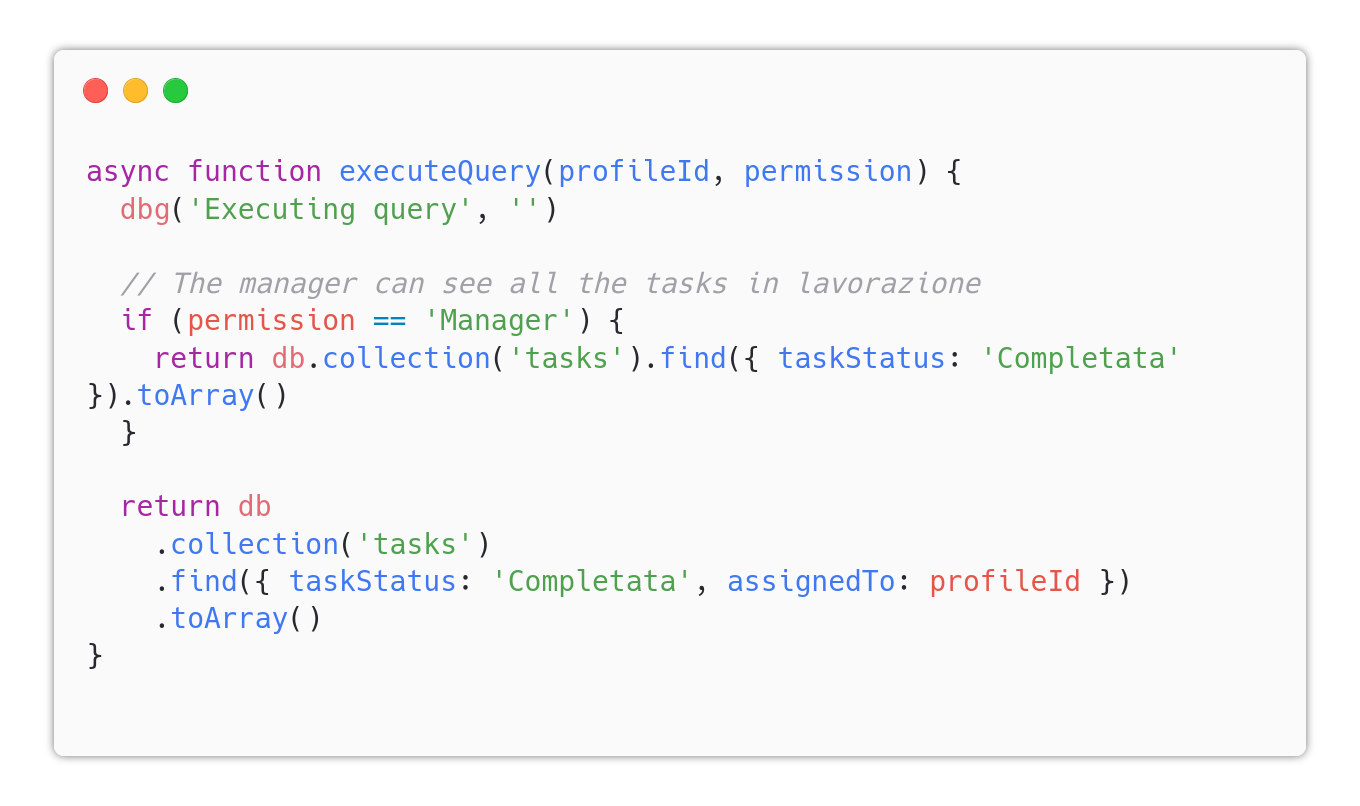 async function executeQuery(profileId, permission) {
  dbg('Executing query', '')

  // The manager can see all the tasks in lavorazione
  if (permission == 'Manager') {
    return db.collection('tasks').find({ taskStatus: 'Completata'
}).toArray()
  }

  return db
    .collection('tasks')
    .find({ taskStatus: 'Completata', assignedTo: profileId })
    .toArray()
}